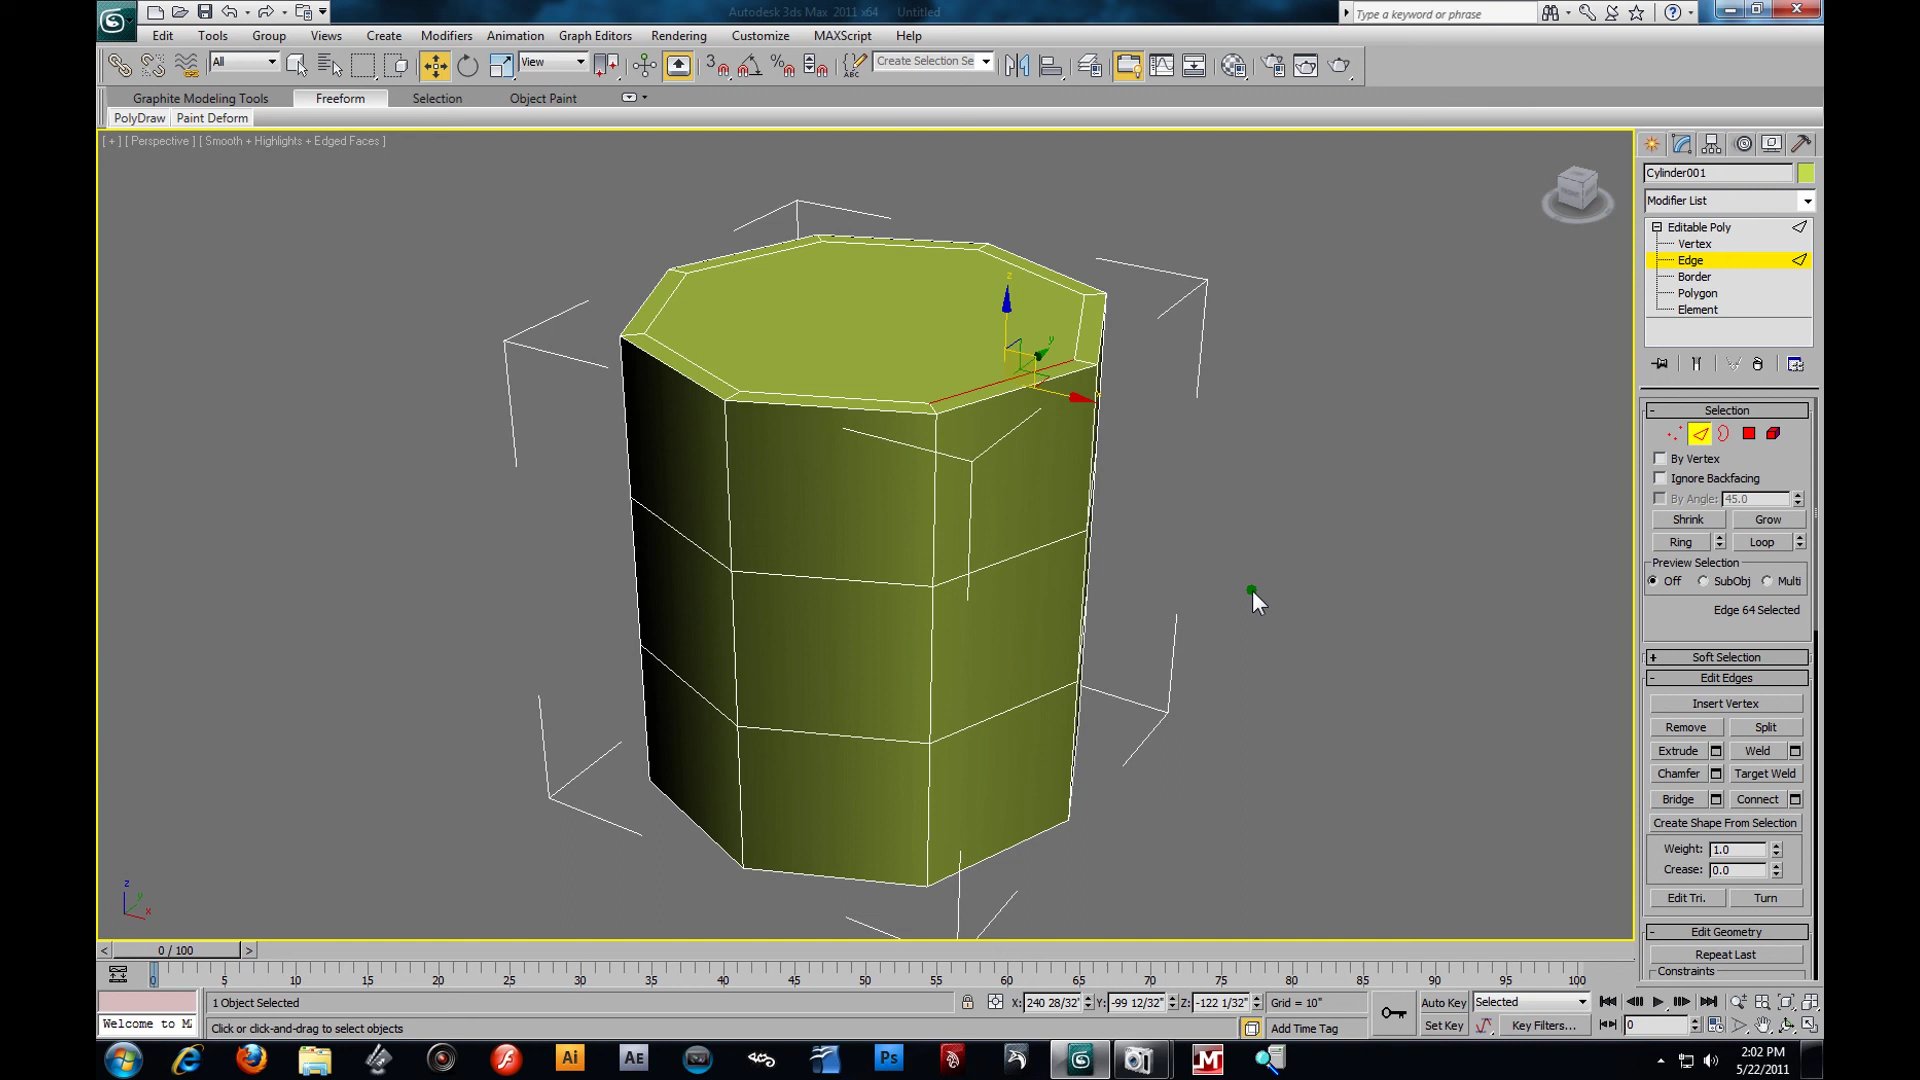 Autodesk 3ds Max 2011 x64 Untitled
Type a keyword or phrase
Edit Tools Group Views Create Modifiers Animation Graph Editors Rendering Customize MAXScript Help
All View Create Selection Se
Graphite Modeling Tools Freeform Selection Object Paint
PolyDraw Paint Deform
[ + ] [ Perspective ] [ Smooth + Highlights + Edged Faces ]
Cylinder001
Modifier List
Editable Poly
Vertex
Edge
Border
Polygon
Element
z
y
- Selection
By Vertex
Ignore Backfacing
By Angle: 45.0
Shrink Grow
Ring Loop
Preview Selection
Off SubObj Multi
Edge 64 Selected
+ Soft Selection
- Edit Edges
Insert Vertex
Remove Split
Extrude Weld
Chamfer Target Weld
Bridge Connect
Create Shape From Selection
Weight: 1.0
Crease: 0.0
Edit Tri. Turn
- Edit Geometry
Repeat Last
Constraints
z
y
x
< 0 / 100 >
0 5 10 15 20 25 30 35 40 45 50 55 60 65 70 75 80 85 90 95 100
1 Object Selected X: 240 28/32" Y: -99 12/32" Z: -122 1/32" Grid = 10" Auto Key Selected
Welcome to M Click or click-and-drag to select objects Add Time Tag Set Key Key Filters... 0
Ai AE Ps M
2:02 PM
5/22/2011